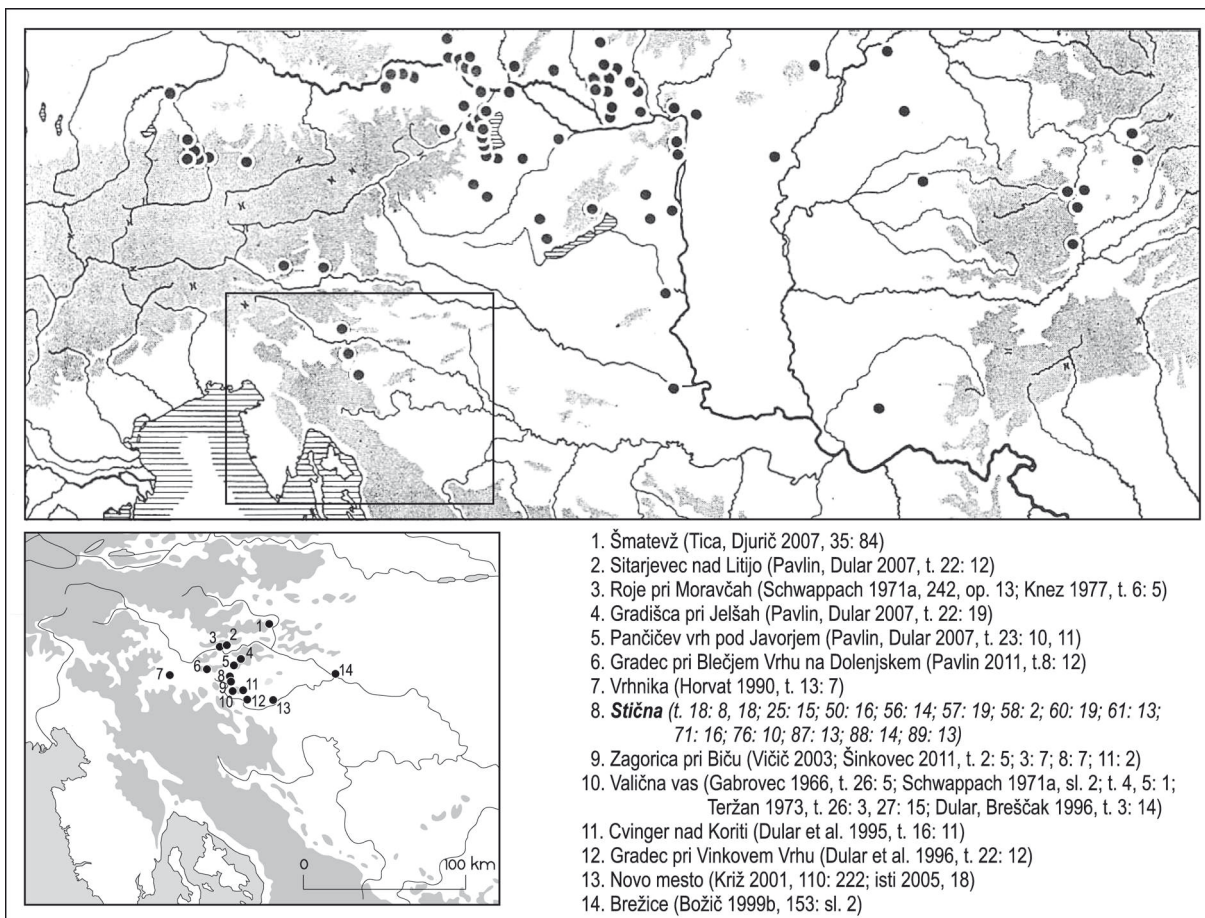 1
2
3
4
5
6
7
8
9
10
11
12
13
14
0
100 km
1. Šmatevž (Tica, Djurič 2007, 35: 84)
2. Sitarjevec nad Litijo (Pavlin, Dular 2007, t. 22: 12)
3. Roje pri Moravčah (Schwappach 1971a, 242, op. 13; Knez 1977, t. 6: 5)
4. Gradišca pri Jelšah (Pavlin, Dular 2007, t. 22: 19)
5. Pančičev vrh pod Javorjem (Pavlin, Dular 2007, t. 23: 10, 11)
6. Gradec pri Blečjem Vrhu na Dolenjskem (Pavlin 2011, t.8: 12)
7. Vrhnika (Horvat 1990, t. 13: 7)
8. Stična (t. 18: 8, 18; 25: 15; 50: 16; 56: 14; 57: 19; 58: 2; 60: 19; 61: 13;
71: 16; 76: 10; 87: 13; 88: 14; 89: 13)
9. Zagorica pri Biču (Vičič 2003; Šinkovec 2011, t. 2: 5; 3: 7; 8: 7; 11: 2)
10. Valična vas (Gabrovec 1966, t. 26: 5; Schwappach 1971a, sl. 2; t. 4, 5: 1;
Teržan 1973, t. 26: 3, 27: 15; Dular, Breščak 1996, t. 3: 14)
11. Cvinger nad Koriti (Dular et al. 1995, t. 16: 11)
12. Gradec pri Vinkovem Vrhu (Dular et al. 1996, t. 22: 12)
13. Novo mesto (Križ 2001, 110: 222; isti 2005, 18)
14. Brežice (Božič 1999b, 153: sl. 2)